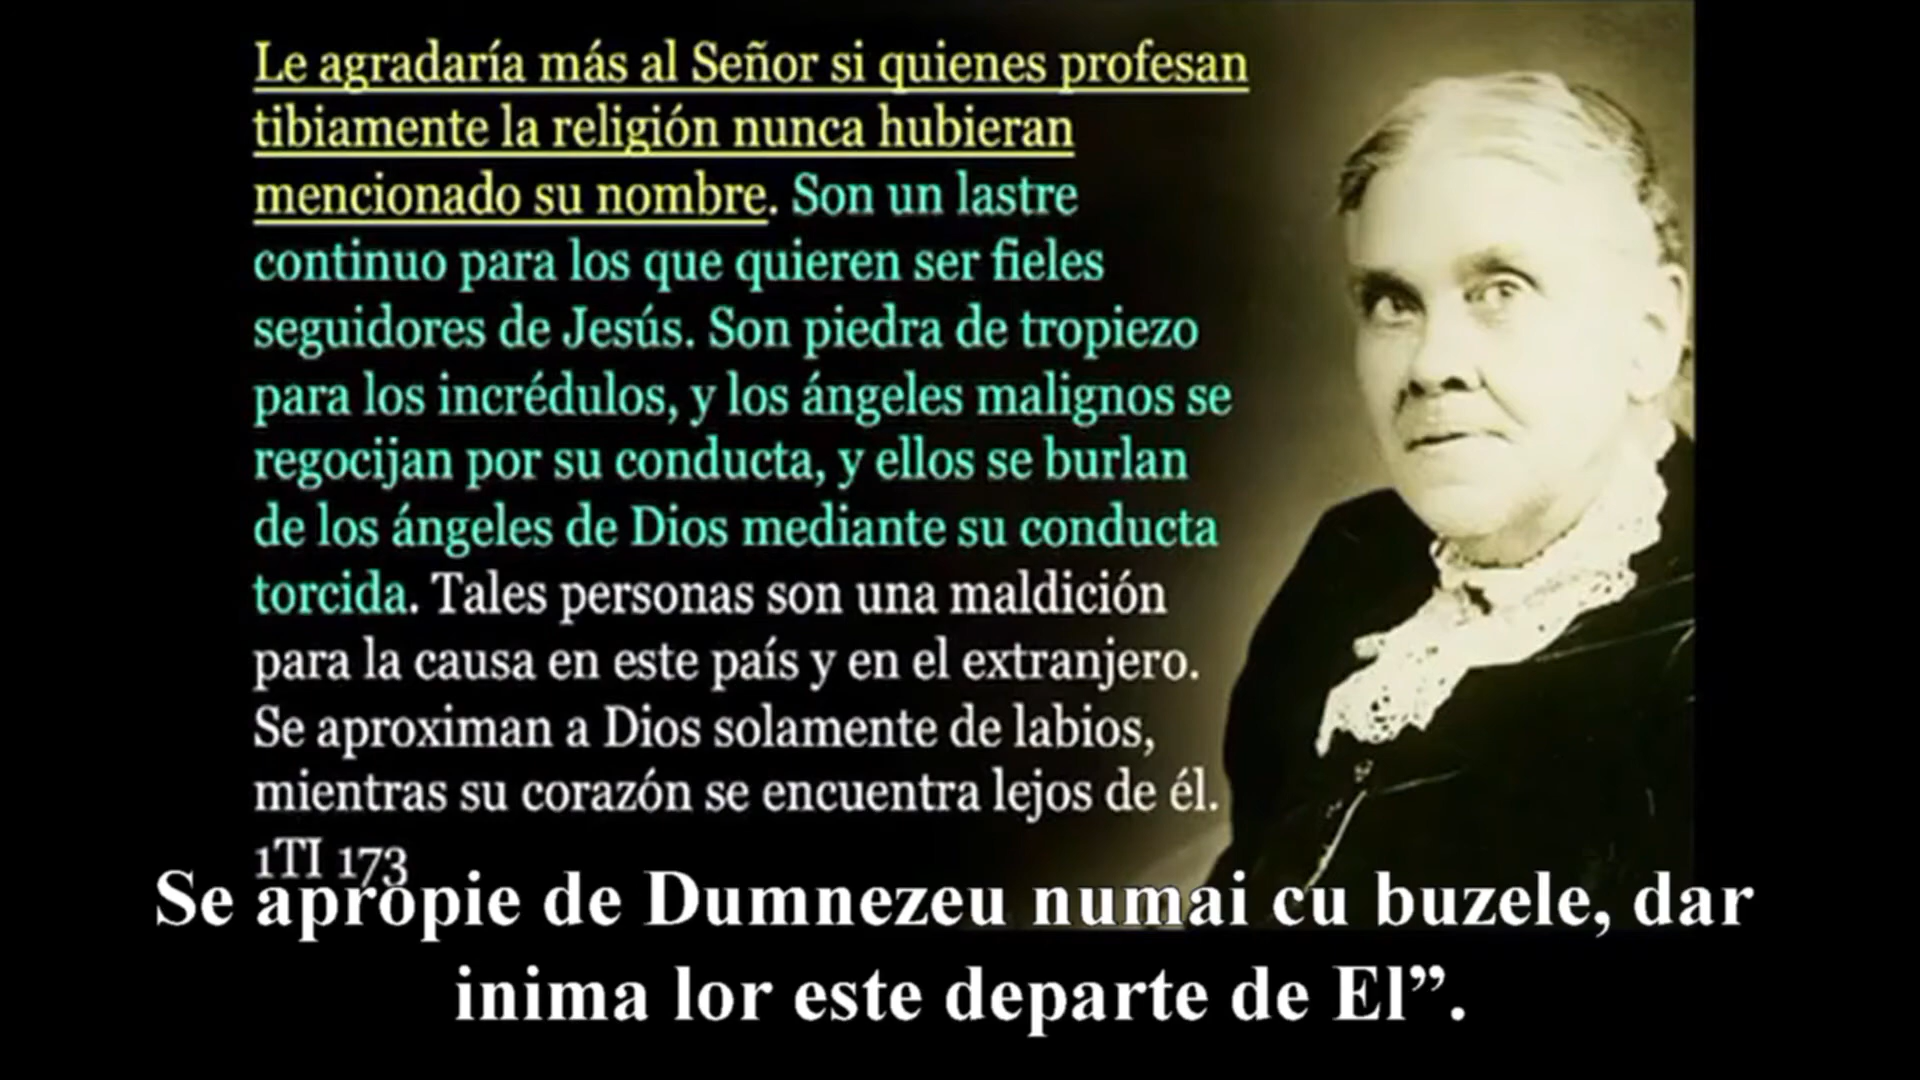 Le agradaría más al Señor si quienes profesan
tibiamente la religión nunca hubieran
mencionado su nombre. Son un lastre
continuo para los que quieren ser fieles
seguidores de Jesús. Son piedra de tropiezo
para los incrédulos, y los ángeles malignos se
regocijan por su conducta, y ellos se burlan
de los ángeles de Dios mediante su conducta
torcida. Tales personas son una maldición
para la causa en este país y en el extranjero.
Se aproximan a Dios solamente de labios,
mientras su corazón se encuentra lejos de él.
1TI 173
Se apropie de Dumnezeu numai cu buzele, dar
inima lor este departe de El”.